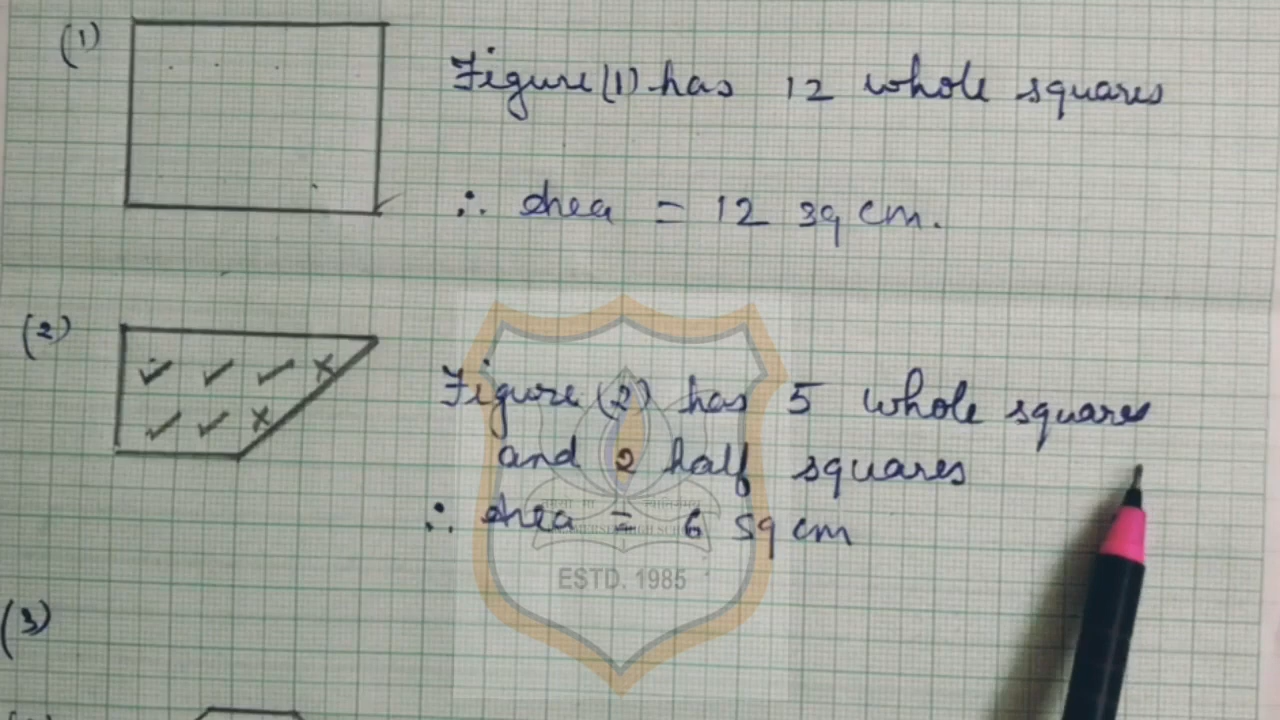 (1)
Figure (1) has 12 whole squares
∴ Area = 12 sq cm.
(2)
Figure (2) has 5 whole squares
and 2 half squares
∴ Area = 6 sq cm
ESTD. 1985
(3)